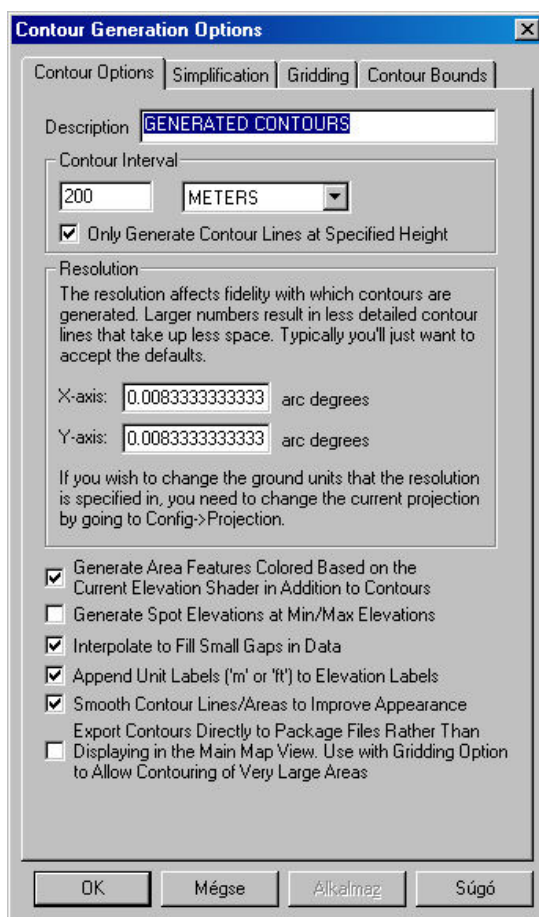 Contour Generation Options
Contour Options
Simplification
Gridding
Contour Bounds
Description GENERATED CONTOURS
Contour Interval
200 METERS
Only Generate Contour Lines at Specified Height
Resolution
The resolution affects fidelity with which contours are
generated. Larger numbers result in less detailed contour
lines that take up less space. Typically you'll just want to
accept the defaults.
X-axis: 0.0083333333333 arc degrees
Y-axis: 0.0083333333333 arc degrees
If you wish to change the ground units that the resolution
is specified in, you need to change the current projection
by going to Config->Projection.
Generate Area Features Colored Based on the
Current Elevation Shader in Addition to Contours
Generate Spot Elevations at Min/Max Elevations
Interpolate to Fill Small Gaps in Data
Append Unit Labels ('m' or 'ft') to Elevation Labels
Smooth Contour Lines/Areas to Improve Appearance
Export Contours Directly to Package Files Rather Than
Displaying in the Main Map View. Use with Gridding Option
to Allow Contouring of Very Large Areas
OK
Mégse
Alkalmaz
Súgó